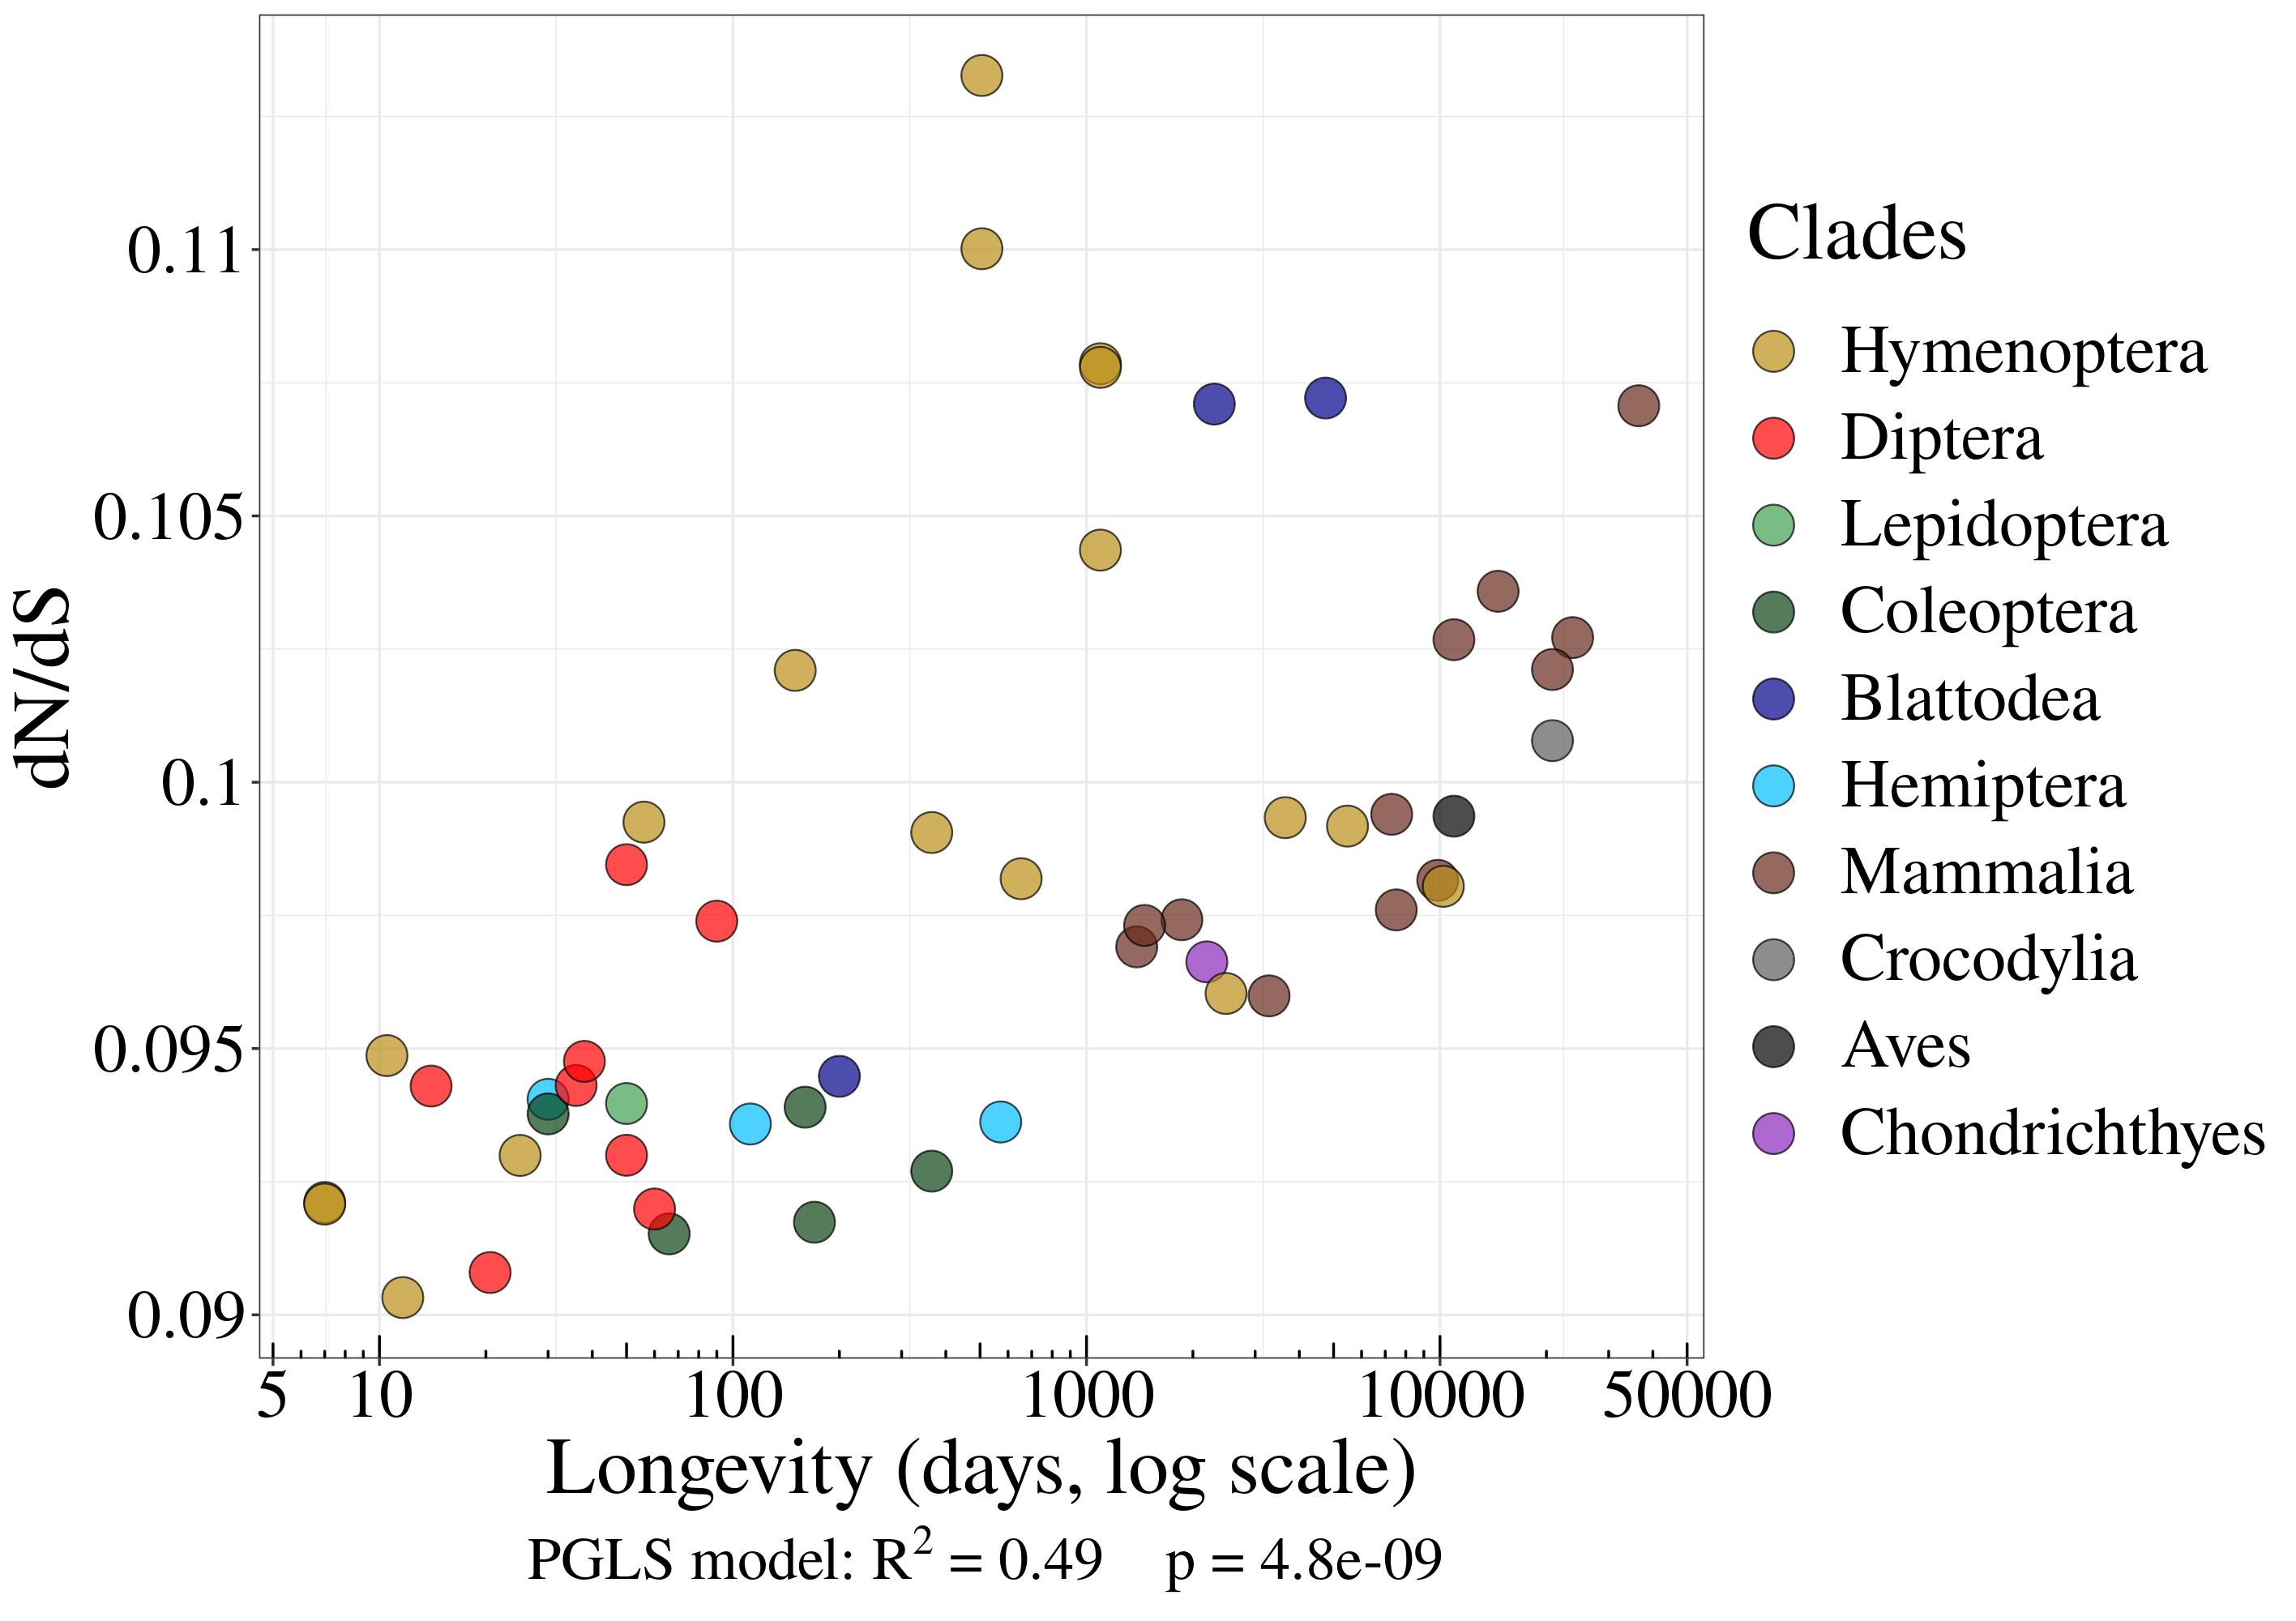 0.11
0.105
0.1
0.095
0.09
dN/dS
5 10 100 1000 10000 50000
Longevity (days, log scale)
PGLS model: R² = 0.49 p = 4.8e-09
Clades
Hymenoptera
Diptera
Lepidoptera
Coleoptera
Blattodea
Hemiptera
Mammalia
Crocodylia
Aves
Chondrichthyes